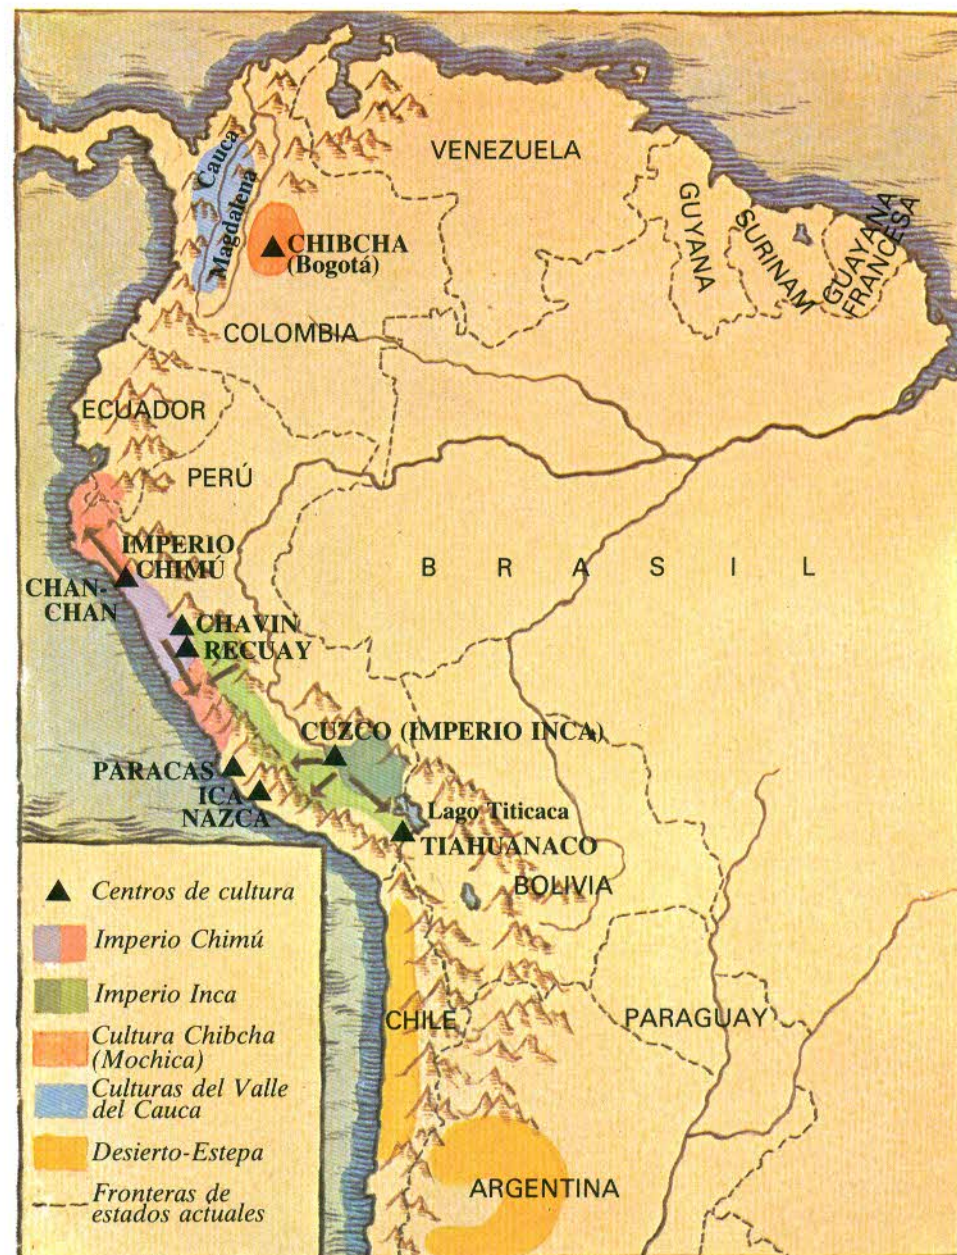 VENEZUELA
Cauca
Magdalena
GUYANA
SURINAM
GUAYANA
FRANCESA
CHIBCHA
(Bogotá)
COLOMBIA
ECUADOR
PERÚ
IMPERIO
CHIMÚ
CHAN-
CHAN
BRASIL
CHAVIN
RECUAY
CUZCO (IMPERIO INCA)
PARACAS
ICA
NAZCA
Lago Titicaca
TIAHUANACO
BOLIVIA
CHILE
PARAGUAY
ARGENTINA
Centros de cultura
Imperio Chimú
Imperio Inca
Cultura Chibcha
(Mochica)
Culturas del Valle
del Cauca
Desierto-Estepa
Fronteras de
estados actuales